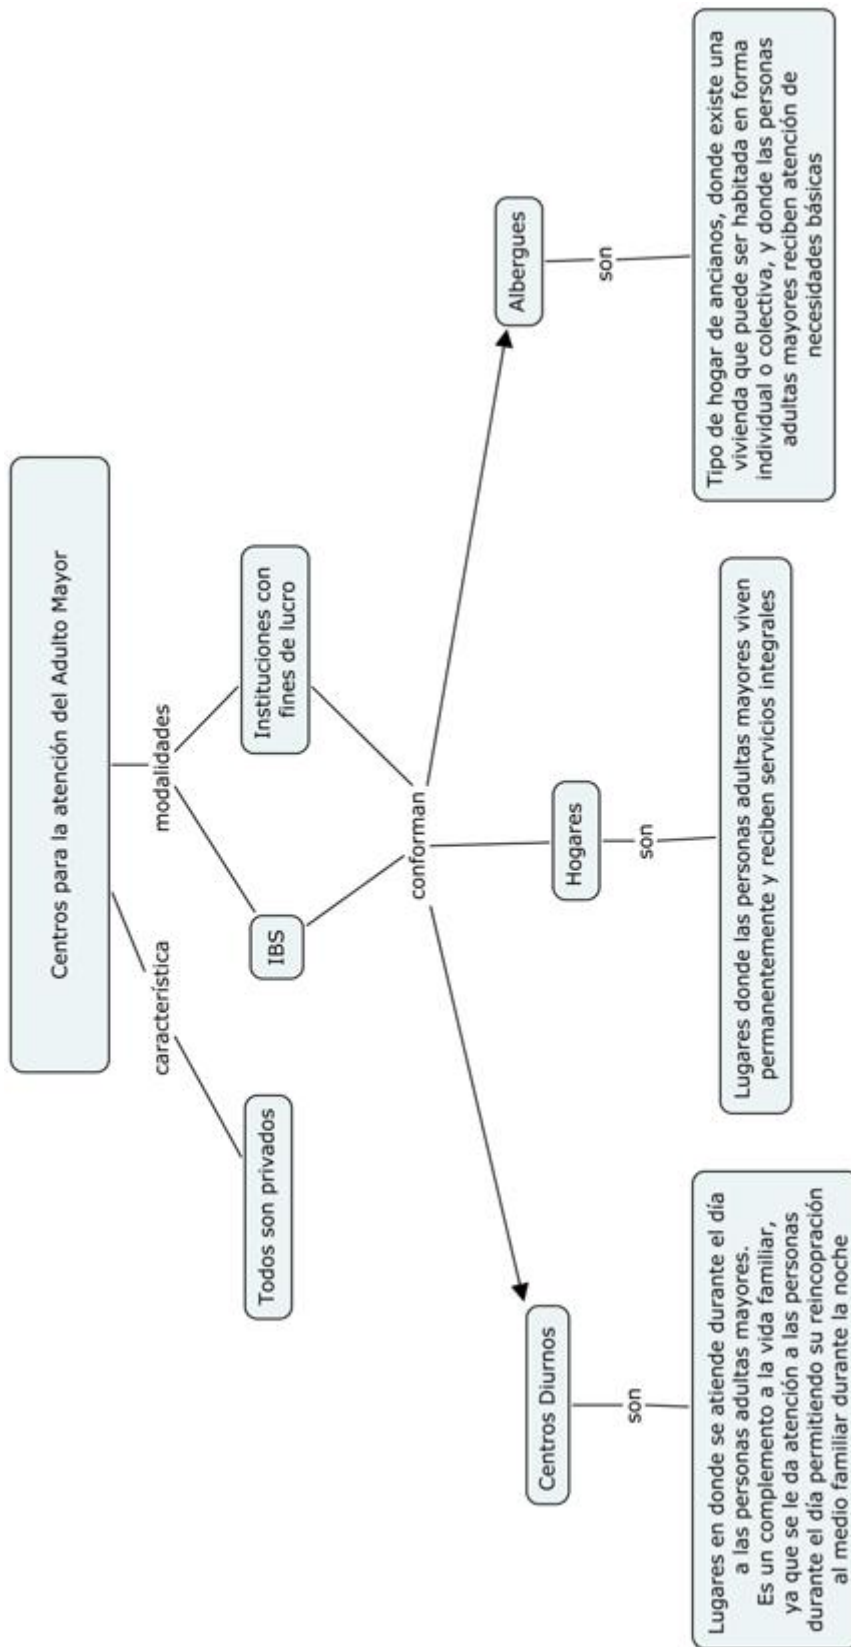 Centros para la atención del Adulto Mayor
característica
modalidades
Todos son privados
IBS
Instituciones con
fines de lucro
conforman
Centros Diurnos
Hogares
Albergues
son
son
son
Lugares en donde se atiende durante el día
a las personas adultas mayores.
Es un complemento a la vida familiar,
ya que se le da atención a las personas
durante el día permitiendo su reincopración
al medio familiar durante la noche
Lugares donde las personas adultas mayores viven
permanentemente y reciben servicios integrales
Tipo de hogar de ancianos, donde existe una
vivienda que puede ser habitada en forma
individual o colectiva, y donde las personas
adultas mayores reciben atención de
necesidades básicas